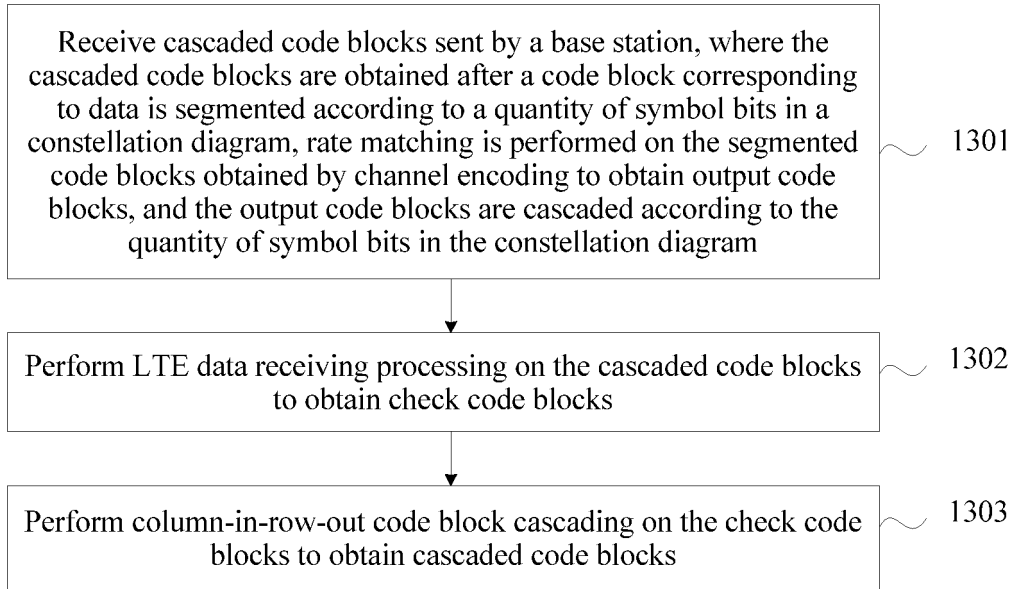 Receive cascaded code blocks sent by a base station, where the
cascaded code blocks are obtained after a code block corresponding
to data is segmented according to a quantity of symbol bits in a
constellation diagram, rate matching is performed on the segmented
code blocks obtained by channel encoding to obtain output code
blocks, and the output code blocks are cascaded according to the
quantity of symbol bits in the constellation diagram
1301
Perform LTE data receiving processing on the cascaded code blocks
to obtain check code blocks
1302
Perform column-in-row-out code block cascading on the check code
blocks to obtain cascaded code blocks
1303